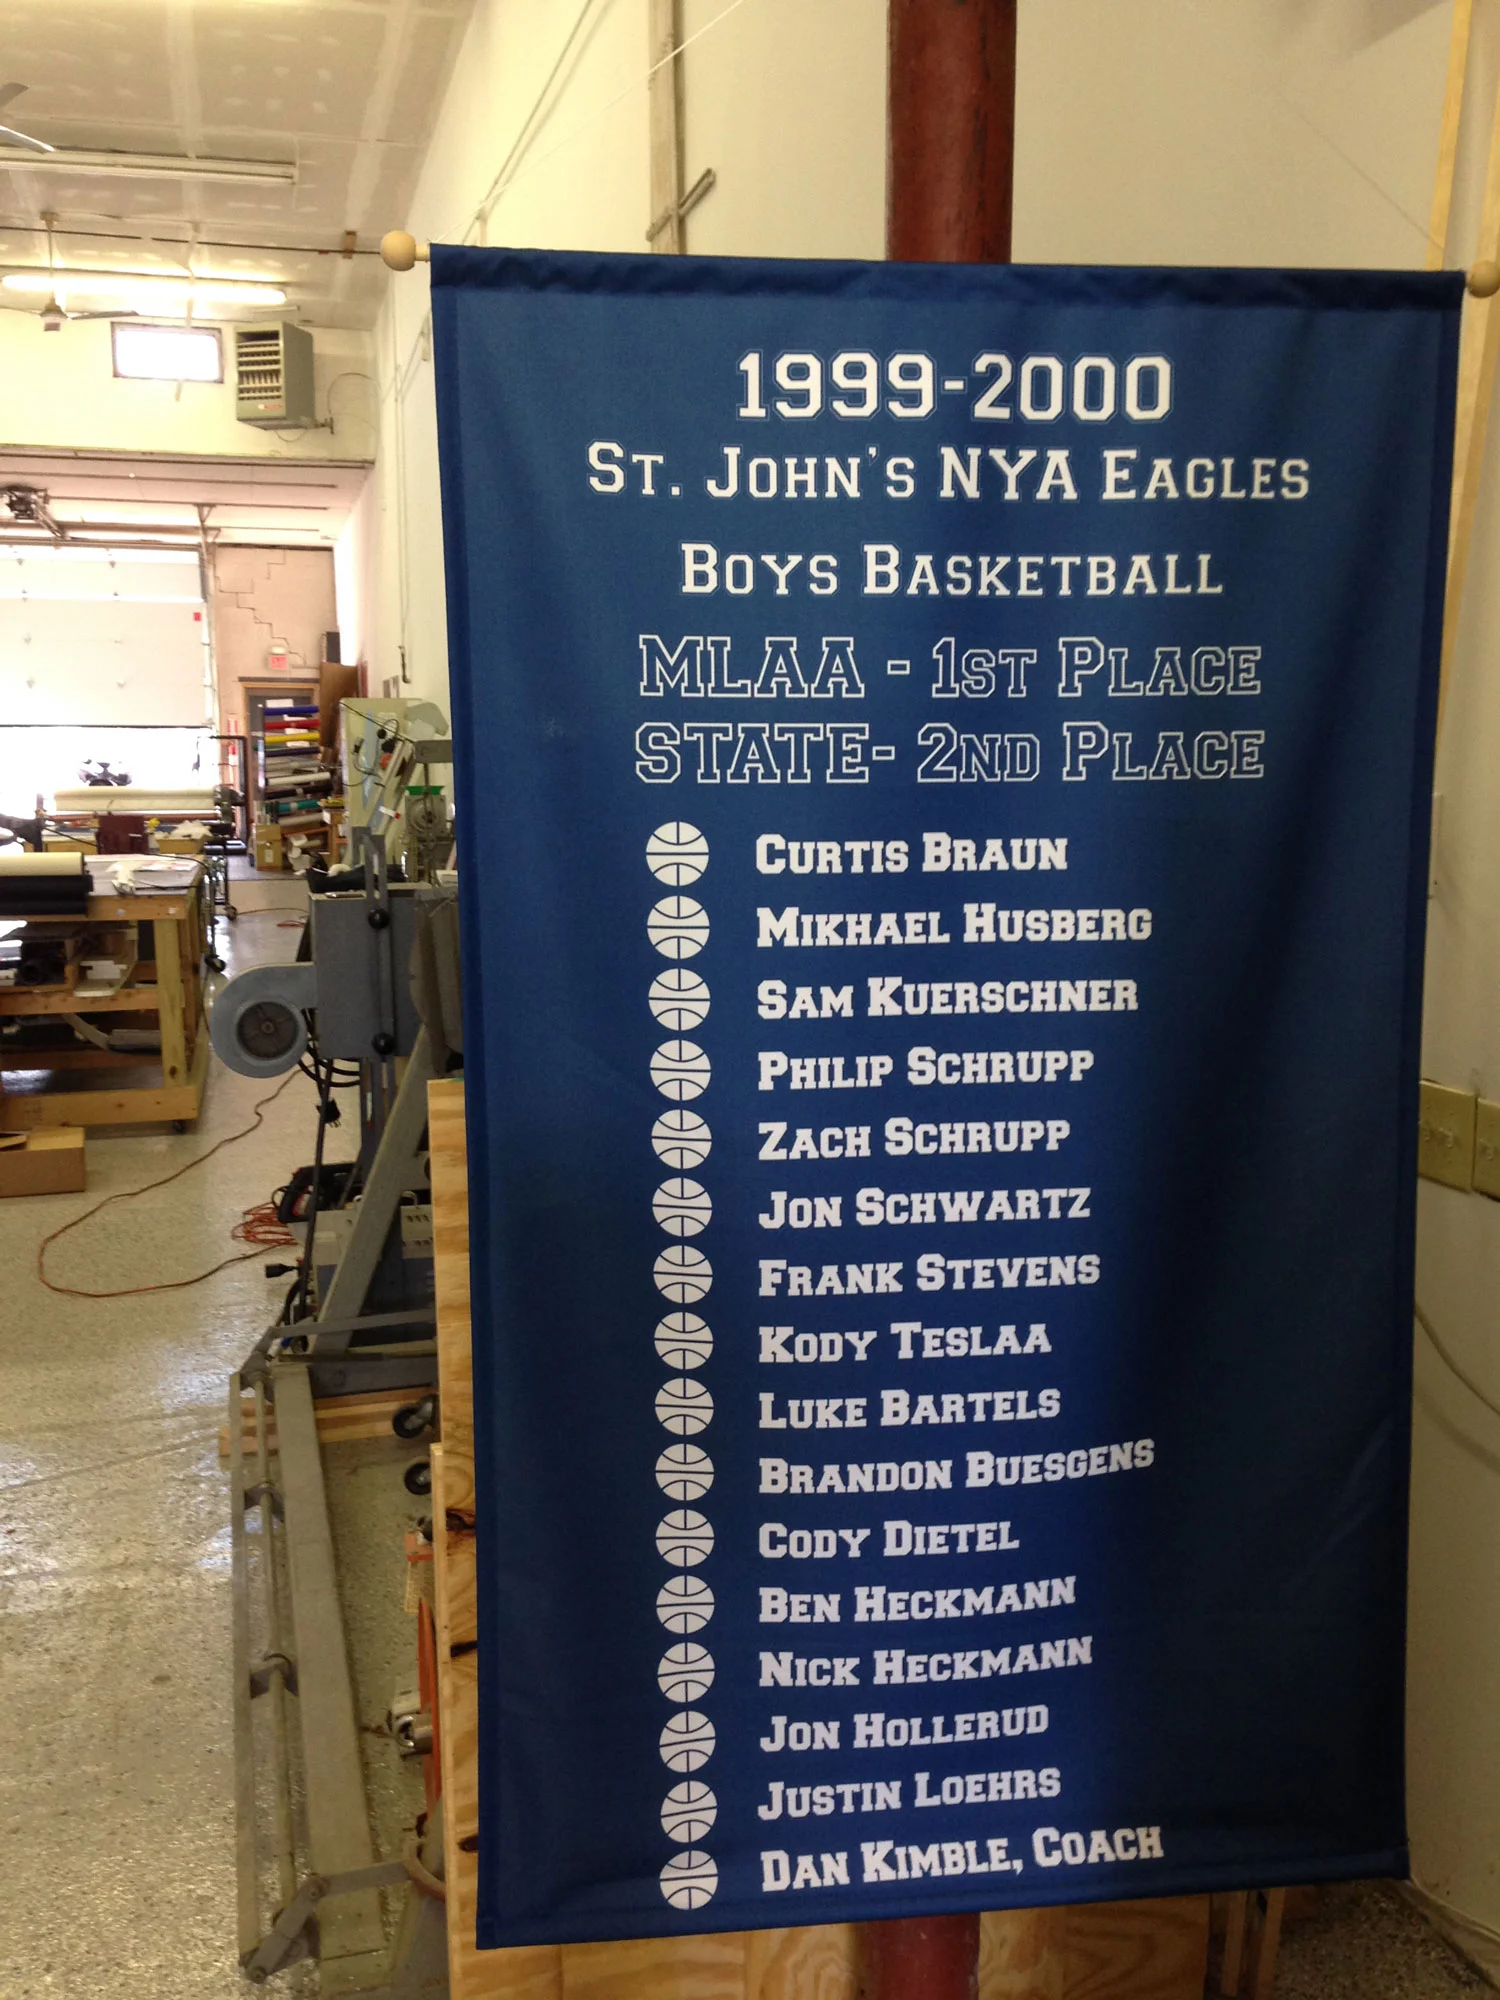 1999-2000
St. John's NYA Eagles
Boys Basketball
MLAA - 1st Place
STATE- 2nd Place
Curtis Braun
Mikhael Husberg
Sam Kuerschner
Philip Schrupp
Zach Schrupp
Jon Schwartz
Frank Stevens
Kody Teslaa
Luke Bartels
Brandon Buesgens
Cody Dietel
Ben Heckmann
Nick Heckmann
Jon Hollerud
Justin Loehrs
Dan Kimble, Coach